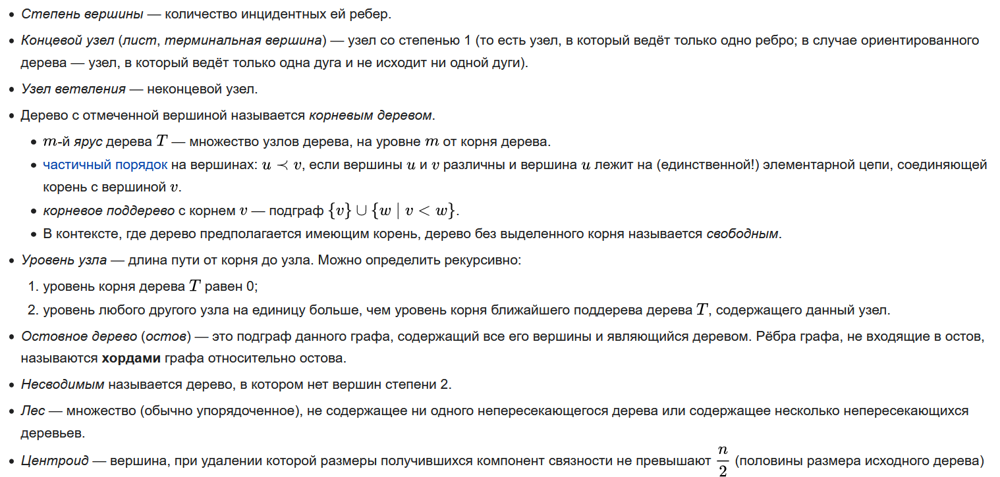 • Степень вершины — количество инцидентных ей ребер.
• Концевой узел (лист, терминальная вершина) — узел со степенью 1 (то есть узел, в который ведёт только одно ребро; в случае ориентированного
дерева — узел, в который ведёт только одна дуга и не исходит ни одной дуги).
• Узел ветвления — неконцевой узел.
• Дерево с отмеченной вершиной называется корневым деревом.
• m-й ярус дерева T — множество узлов дерева, на уровне m от корня дерева.
• частичный порядок на вершинах: u ≺ v, если вершины u и v различны и вершина u лежит на (единственной!) элементарной цепи, соединяющей
корень с вершиной v.
• корневое поддерево с корнем v — подграф {v} ∪ {w | v < w}.
• В контексте, где дерево предполагается имеющим корень, дерево без выделенного корня называется свободным.
• Уровень узла — длина пути от корня до узла. Можно определить рекурсивно:
1. уровень корня дерева T равен 0;
2. уровень любого другого узла на единицу больше, чем уровень корня ближайшего поддерева дерева T, содержащего данный узел.
• Остовное дерево (остов) — это подграф данного графа, содержащий все его вершины и являющийся деревом. Рёбра графа, не входящие в остов,
называются хордами графа относительно остова.
• Несводимым называется дерево, в котором нет вершин степени 2.
• Лес — множество (обычно упорядоченное), не содержащее ни одного непересекающегося дерева или содержащее несколько непересекающихся
деревьев.
• Центроид — вершина, при удалении которой размеры получившихся компонент связности не превышают n/2 (половины размера исходного дерева)